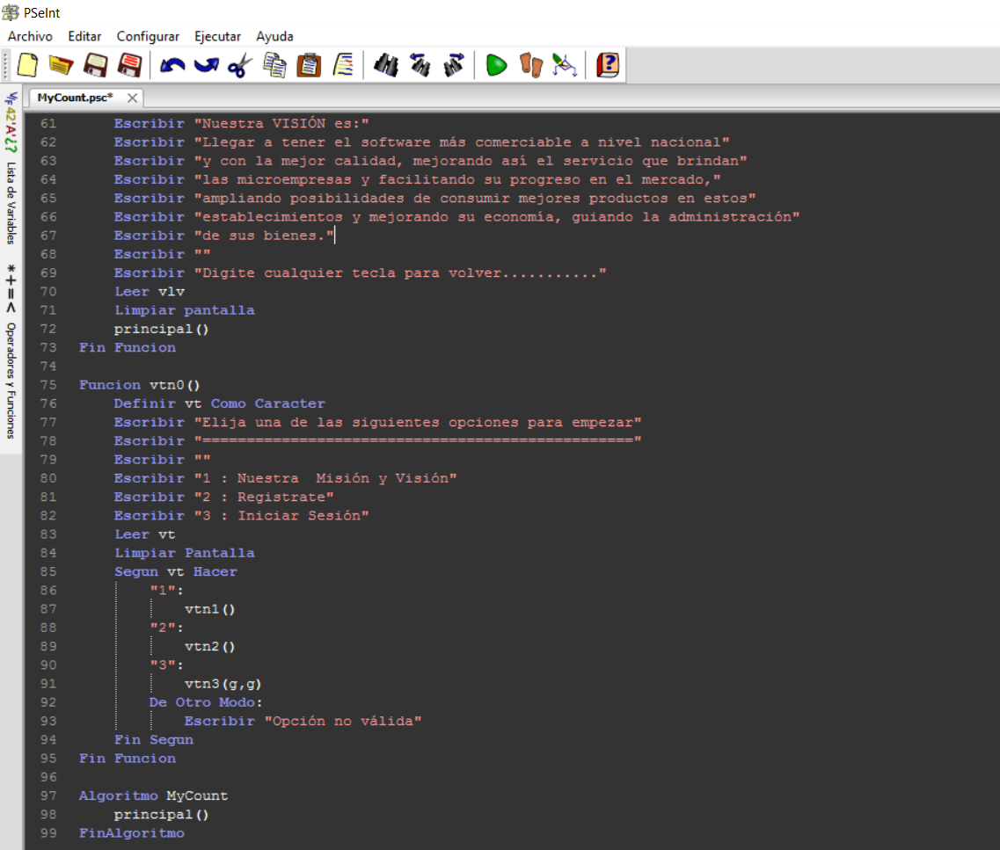 PSeInt
Archivo Editar Configurar Ejecutar Ayuda
MyCount.psc*
42 'A' ¿?
Lista de Variables
*+=<
Operadores y Funciones
61 Escribir "Nuestra VISIÓN es:"
62 Escribir "Llegar a tener el software más comerciable a nivel nacional"
63 Escribir "y con la mejor calidad, mejorando así el servicio que brindan"
64 Escribir "las microempresas y facilitando su progreso en el mercado,"
65 Escribir "ampliando posibilidades de consumir mejores productos en estos"
66 Escribir "establecimientos y mejorando su economía, guiando la administración"
67 Escribir "de sus bienes."
68 Escribir ""
69 Escribir "Digite cualquier tecla para volver..........."
70 Leer vlv
71 Limpiar pantalla
72 principal()
73 Fin Funcion
74
75 Funcion vtn0()
76 Definir vt Como Caracter
77 Escribir "Elija una de las siguientes opciones para empezar"
78 Escribir "================================================="
79 Escribir ""
80 Escribir "1 : Nuestra  Misión y Visión"
81 Escribir "2 : Registrate"
82 Escribir "3 : Iniciar Sesión"
83 Leer vt
84 Limpiar Pantalla
85 Segun vt Hacer
86 "1":
87 vtn1()
88 "2":
89 vtn2()
90 "3":
91 vtn3(g,g)
92 De Otro Modo:
93 Escribir "Opción no válida"
94 Fin Segun
95 Fin Funcion
96
97 Algoritmo MyCount
98 principal()
99 FinAlgoritmo